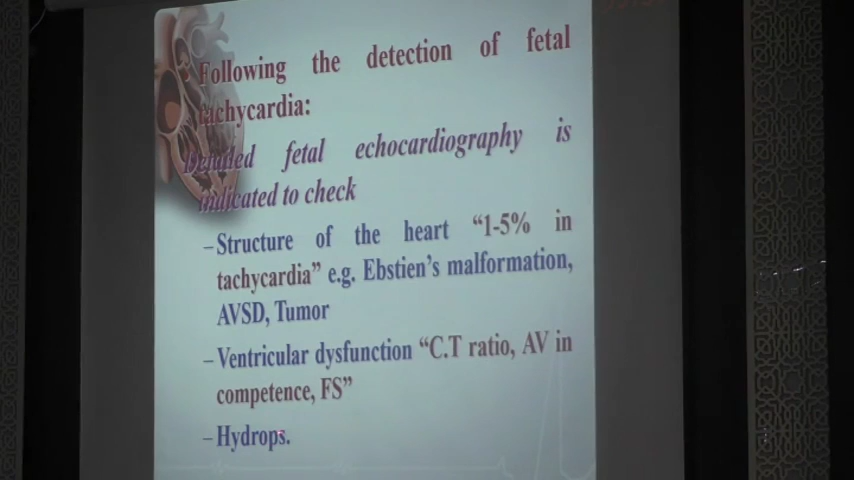 Following the detection of fetal
tachycardia:
Detailed fetal echocardiography is
indicated to check
–Structure of the heart “1-5% in
tachycardia” e.g. Ebstien’s malformation,
AVSD, Tumor
–Ventricular dysfunction “C.T ratio, AV in
competence, FS”
–Hydrops.